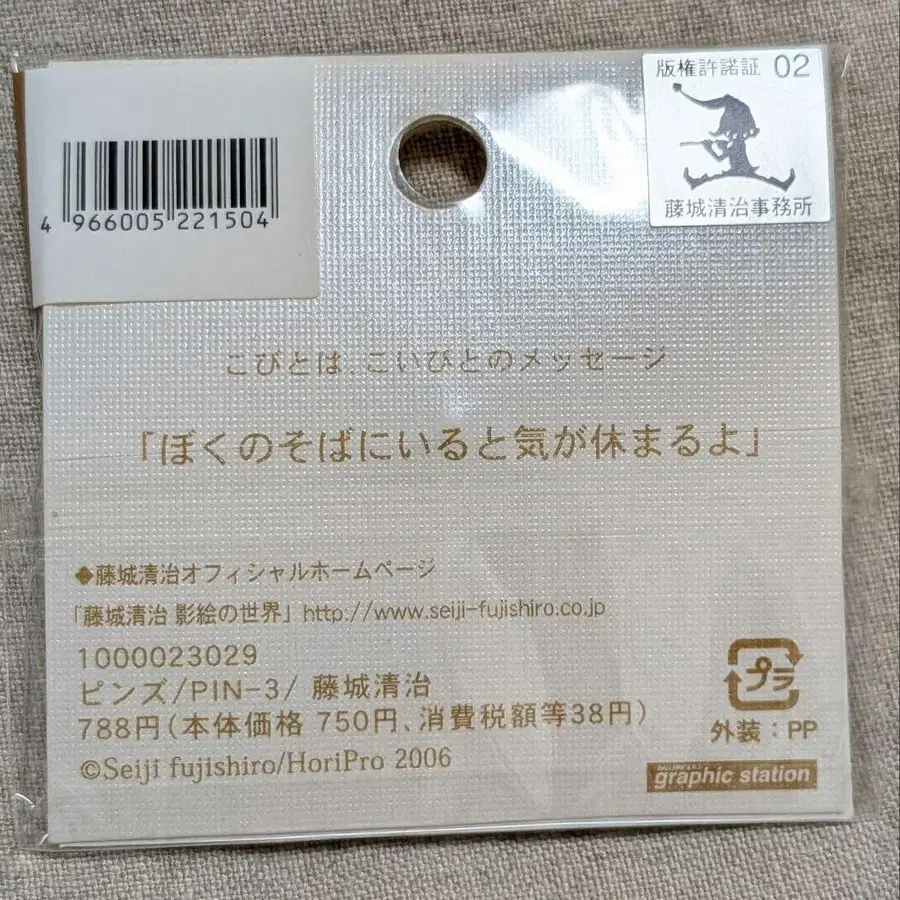 版権許諾証 02
藤城清治事務所
4 966005 221504
こびとは、こいびとのメッセージ
「ぼくのそばにいると気が休まるよ」
◆藤城清治オフィシャルホームページ
「藤城清治 影絵の世界」http://www.seiji-fujishiro.co.jp
1000023029
ピンズ/PIN-3/ 藤城清治
788円(本体価格 750円、消費税額等38円)
©Seiji fujishiro/HoriPro 2006
プラ
外装：PP
graphic station